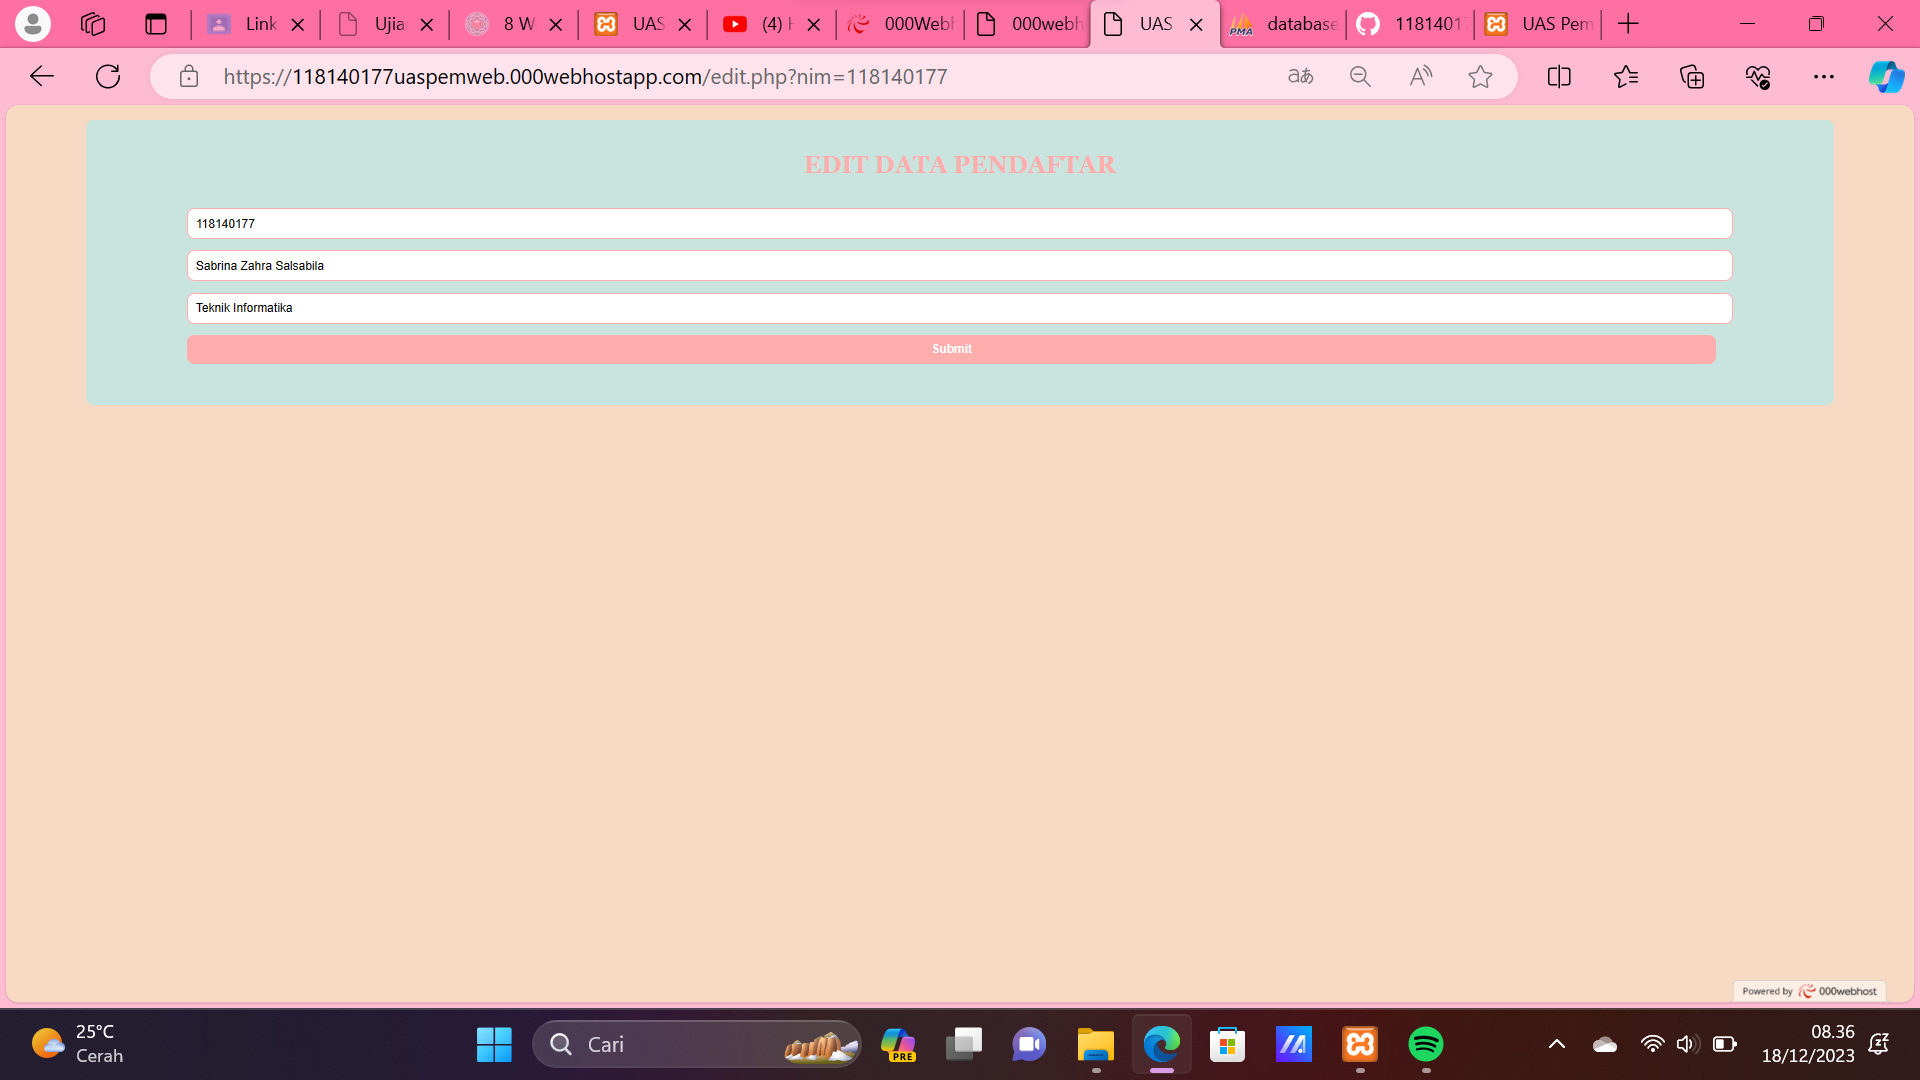 Link
Ujia
8 W
UAS
(4) H
000Webh
000webh
UAS
database
1181401
UAS Pem
https://118140177uaspemweb.000webhostapp.com/edit.php?nim=118140177
EDIT DATA PENDAFTAR
118140177
Sabrina Zahra Salsabila
Teknik Informatika
Submit
Powered by 000webhost
25°C
Cerah
Cari
PRE
08.36
18/12/2023